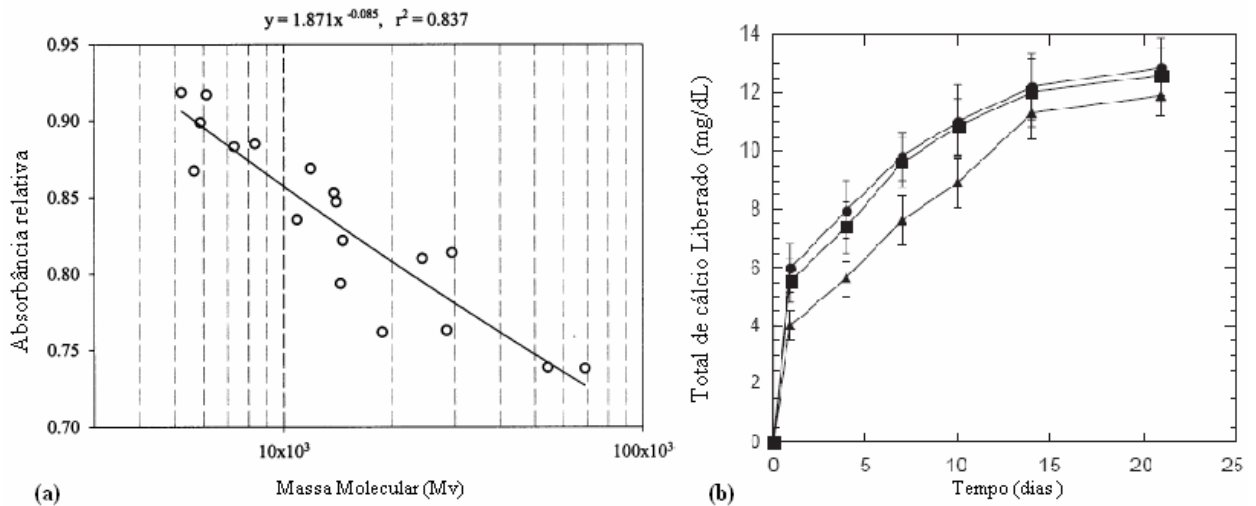 y = 1.871x -0.085, r² = 0.837
Absorbância relativa
0.95
0.90
0.85
0.80
0.75
0.70
10x10³
100x10³
Massa Molecular (Mv)
(a)
Total de cálcio Liberado (mg/dL)
14
12
10
8
6
4
2
0
0
5
10
15
20
25
Tempo (dias)
(b)